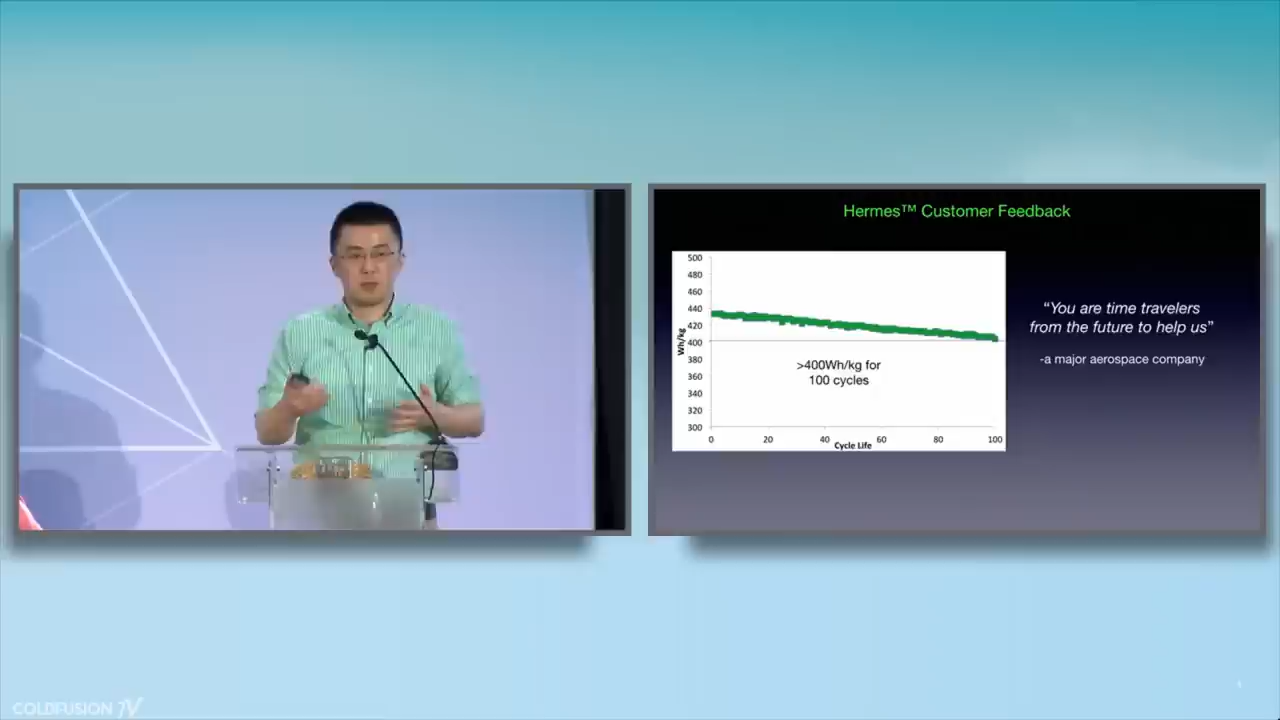 Hermes™ Customer Feedback
500
480
460
440
420
400
380
360
340
320
300
Wh/kg
>400Wh/kg for
100 cycles
0
20
40
60
80
100
Cycle Life
“You are time travelers
from the future to help us”
-a major aerospace company
COLDFUSION TV